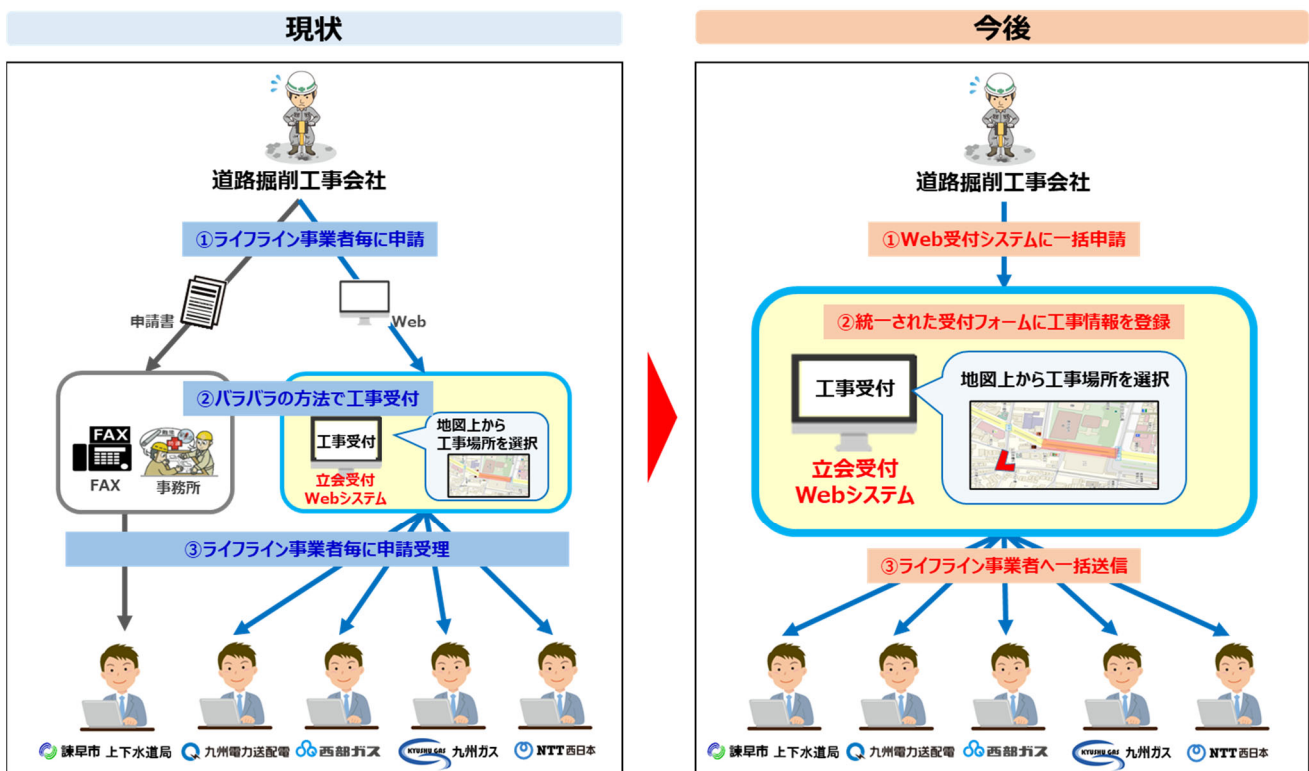 現状
道路掘削工事会社
①ライフライン事業者毎に申請
申請書
Web
②バラバラの方法で工事受付
FAX
FAX
事務所
工事受付
立会受付
Webシステム
地図上から
工事場所を選択
③ライフライン事業者毎に申請受理
諫早市 上下水道局
九州電力送配電
西部ガス
KYUSHU GAS 九州ガス
NTT西日本
今後
道路掘削工事会社
①Web受付システムに一括申請
②統一された受付フォームに工事情報を登録
工事受付
立会受付
Webシステム
地図上から工事場所を選択
③ライフライン事業者へ一括送信
諫早市 上下水道局
九州電力送配電
西部ガス
KYUSHU GAS 九州ガス
NTT西日本